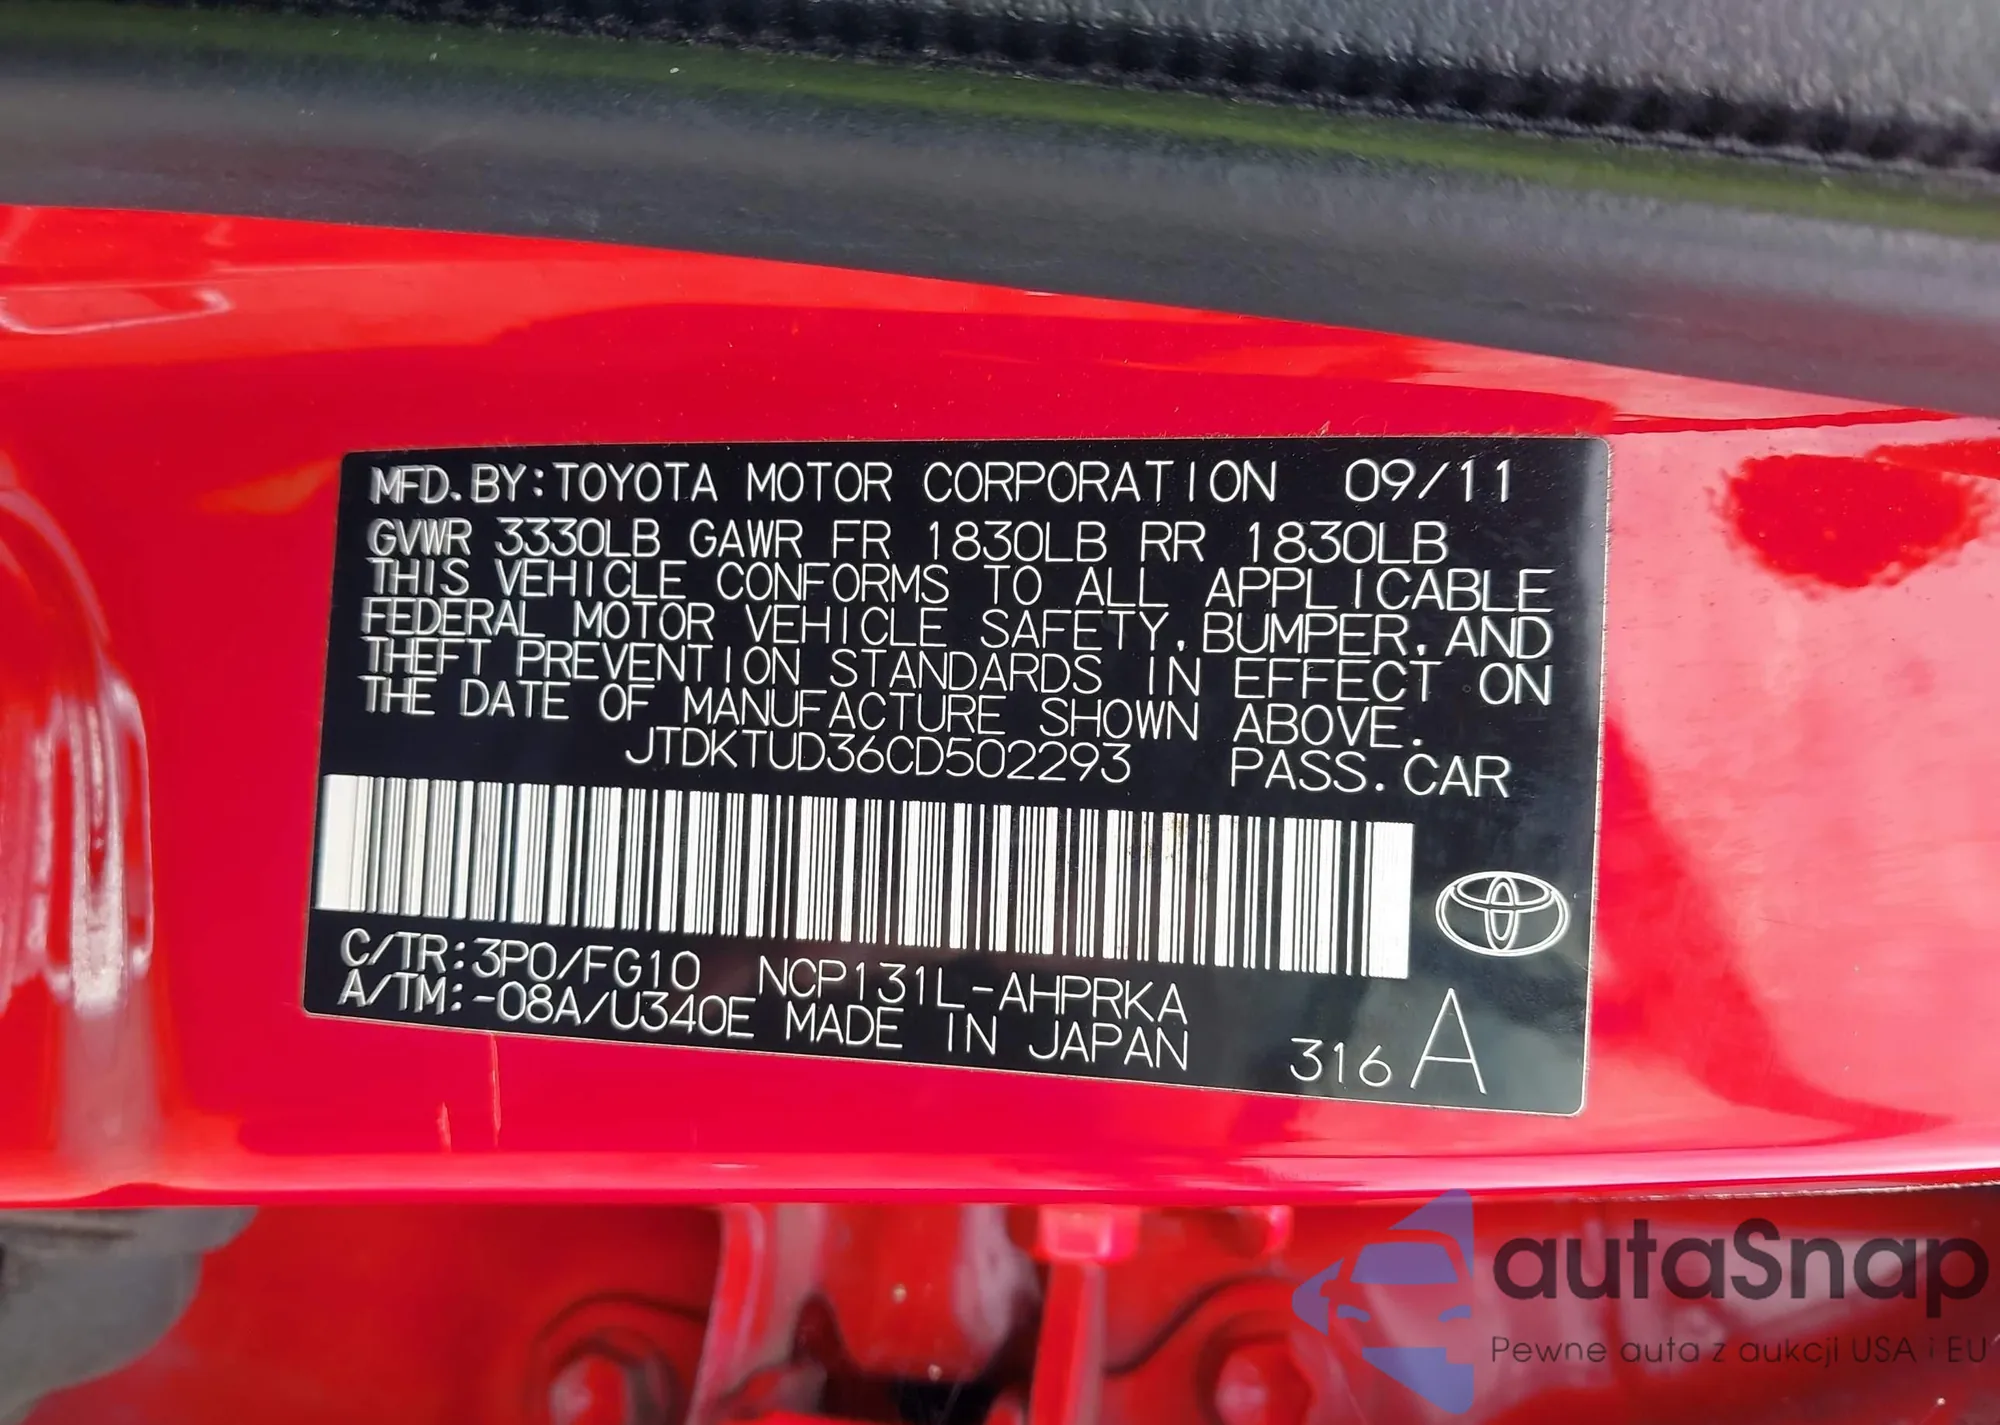 MFD. BY: TOYOTA MOTOR CORPORATION 09/11
GVWR 3330LB GAWR FR 1830LB RR 1830LB
THIS VEHICLE CONFORMS TO ALL APPLICABLE
FEDERAL MOTOR VEHICLE SAFETY, BUMPER, AND
THEFT PREVENTION STANDARDS IN EFFECT ON
THE DATE OF MANUFACTURE SHOWN ABOVE.
JTDKTUD36CD502293 PASS. CAR
C/TR: 3P0/FG10 NCP131L-AHPRKA
A/TM: -08A/U340E MADE IN JAPAN 316 A
autaSnap
Pewne auta z aukcji USA i EU